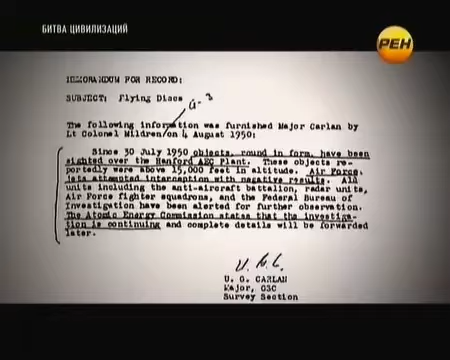 БИТВА ЦИВИЛИЗАЦИЙ
РЕН
MEMORANDUM FOR RECORD:
SUBJECT: Flying Discs
G-3
The following information was furnished Major Carlan by
Lt Colonel Mildren on 4 August 1950:
Since 30 July 1950 objects, round in form, have been
sighted over the Hanford AEC Plant. These objects re-
portedly were above 15,000 feet in altitude. Air Force
jets attempted interception with negative results. All
units including the anti-aircraft battalion, radar units,
Air Force fighter squadrons, and the Federal Bureau of
Investigation have been alerted for further observation.
The Atomic Energy Commission states that the investiga-
tion is continuing and complete details will be forwarded
later.
U. G. C.
U. G. CARLAN
Major, GSC
Survey Section